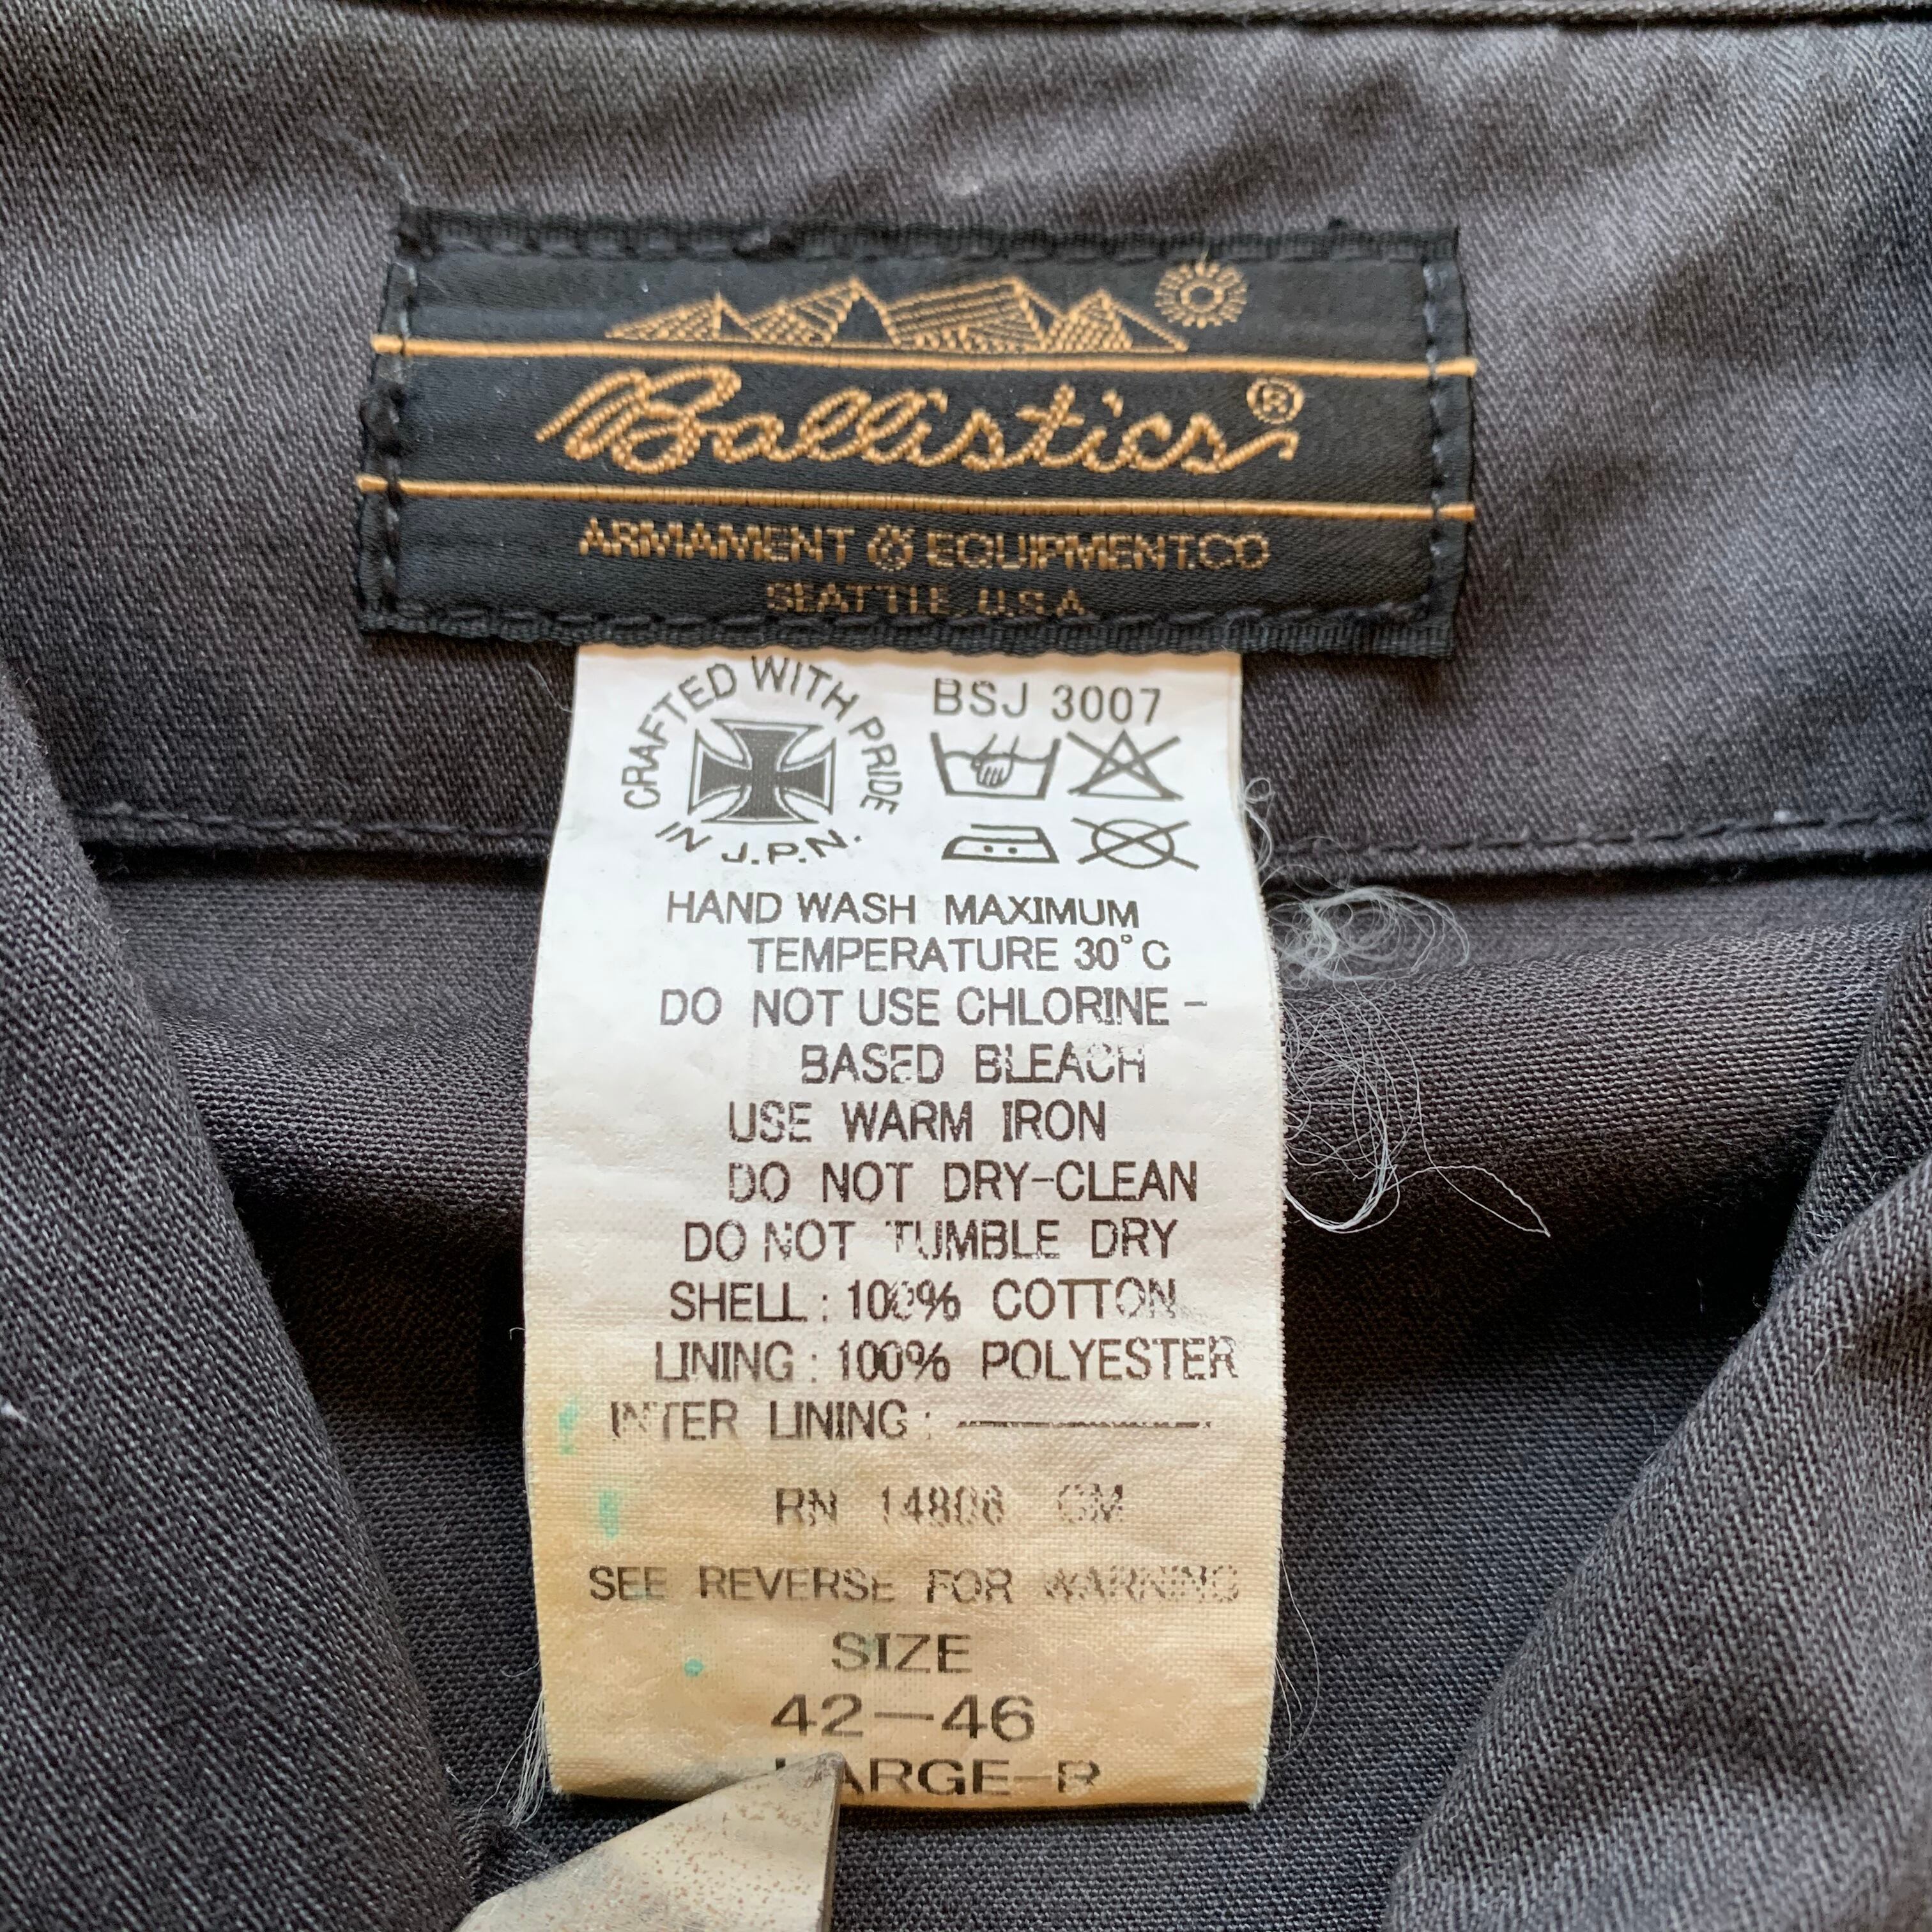 Ballistics®
ARMAMENT & EQUIPMENT.CO
SEATTLE, U.S.A.
CRAFTED WITH PRIDE
IN J.P.N.
BSJ 3007
HAND WASH MAXIMUM
TEMPERATURE 30°C
DO NOT USE CHLORINE-
BASED BLEACH
USE WARM IRON
DO NOT DRY-CLEAN
DO NOT TUMBLE DRY
SHELL : 100% COTTON
LINING : 100% POLYESTER
INTER LINING : ————
RN 14806 GM
SEE REVERSE FOR WARNING
SIZE
42—46
LARGE-R